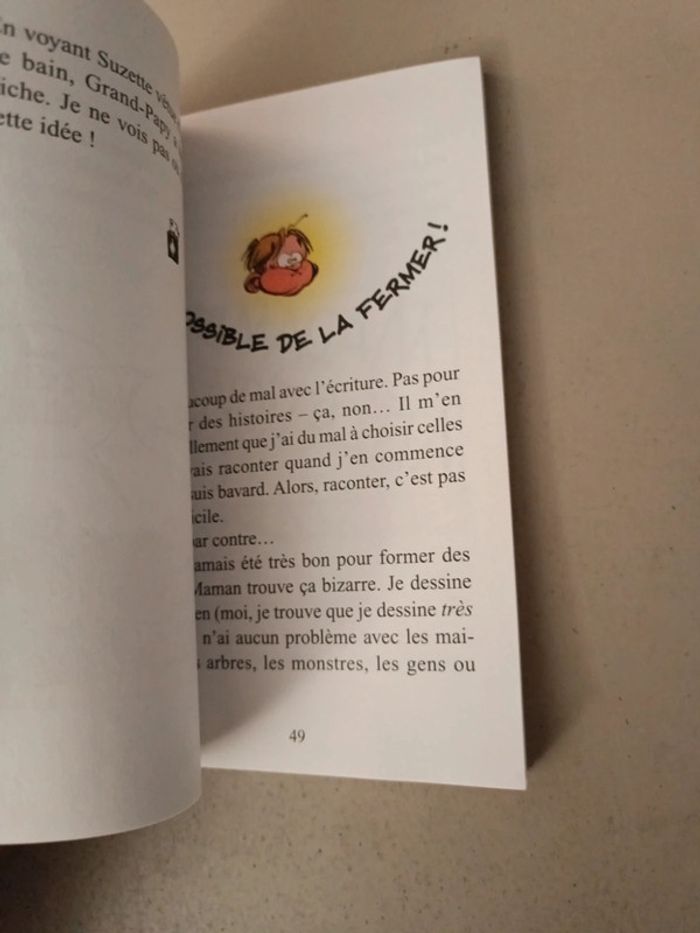 En voyant Suzette
e bain, Grand-Papy
iche. Je ne vois pas
ette idée !
OSSIBLE DE LA FERMER !
ucoup de mal avec l'écriture. Pas pour
r des histoires – ça, non… Il m'en
llement que j'ai du mal à choisir celles
rais raconter quand j'en commence
suis bavard. Alors, raconter, c'est pas
icile.
ar contre…
amais été très bon pour former des
Maman trouve ça bizarre. Je dessine
en (moi, je trouve que je dessine très
n'ai aucun problème avec les mai-
s arbres, les monstres, les gens ou
49